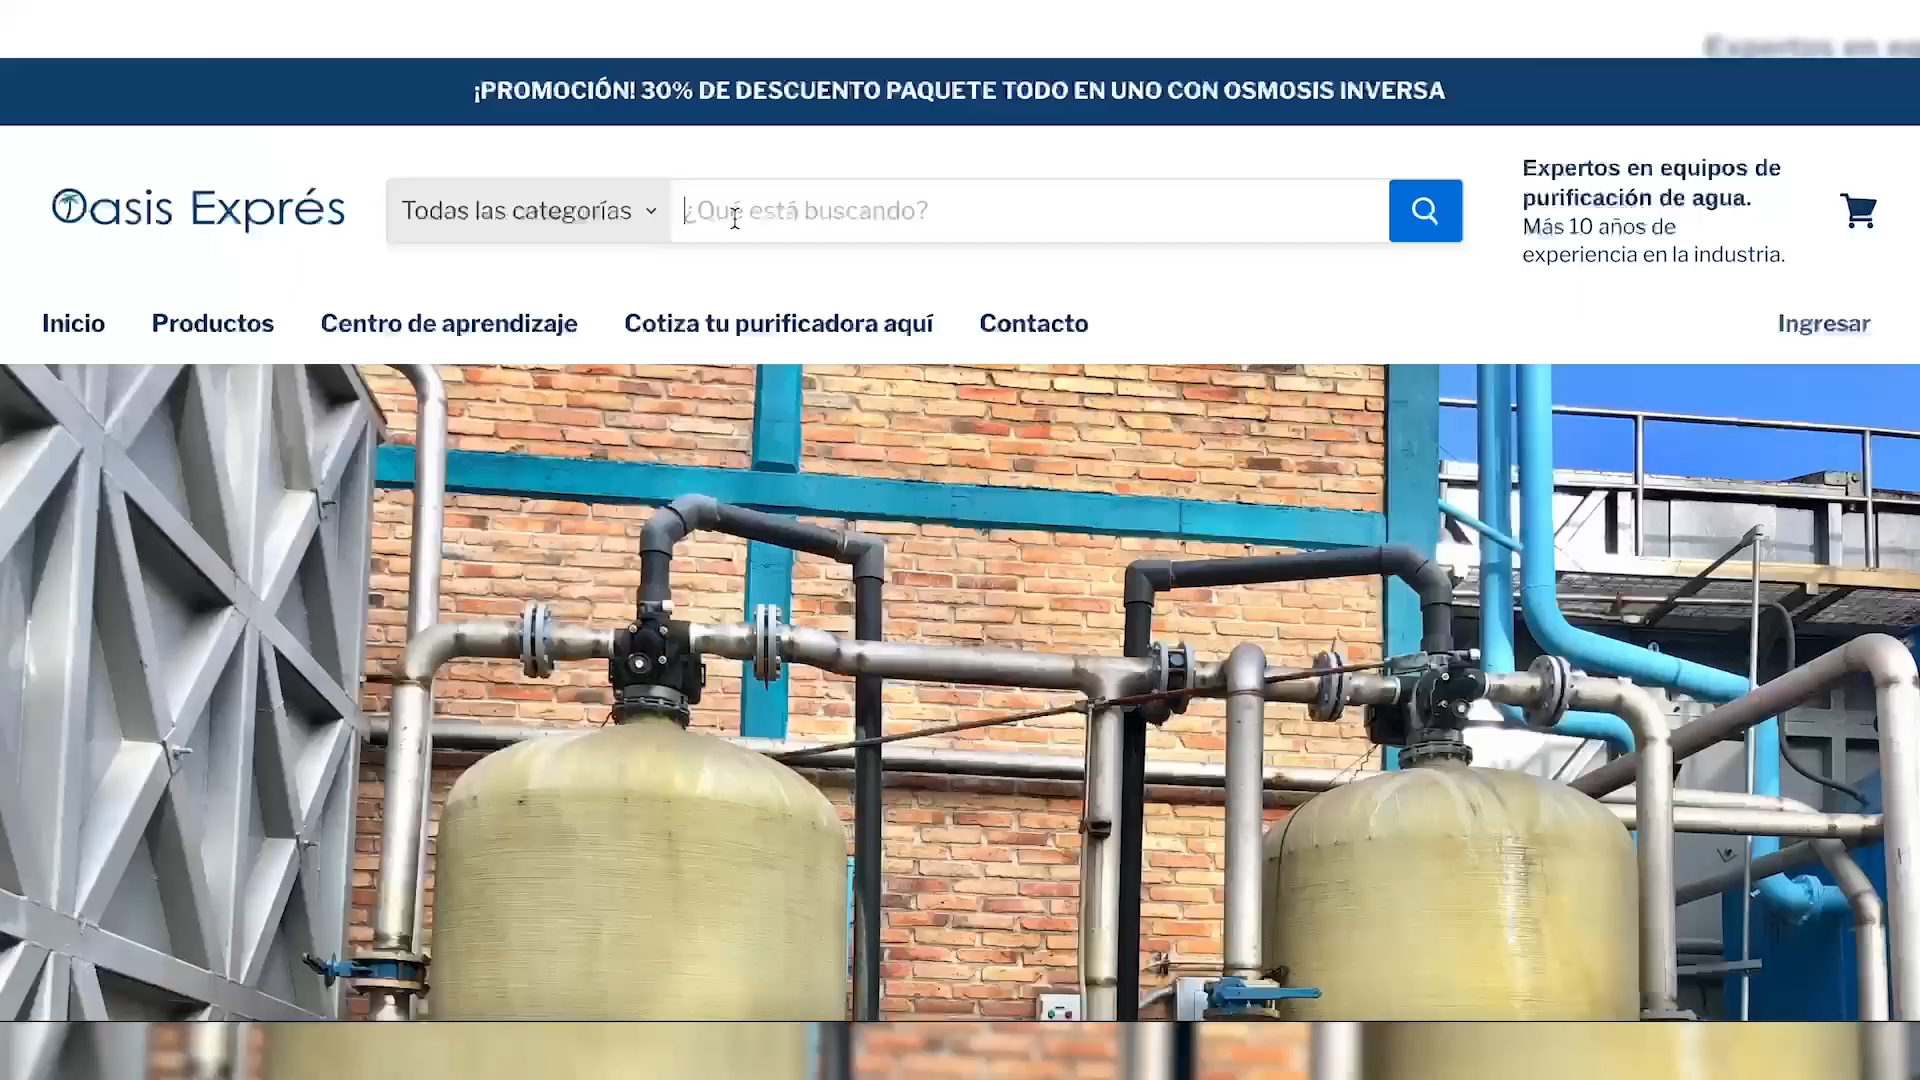 ¡PROMOCIÓN! 30% DE DESCUENTO PAQUETE TODO EN UNO CON OSMOSIS INVERSA
Oasis Exprés
Todas las categorías
¿Qué está buscando?
Expertos en equipos de
purificación de agua.
Más 10 años de
experiencia en la industria.
Inicio
Productos
Centro de aprendizaje
Cotiza tu purificadora aquí
Contacto
Ingresar